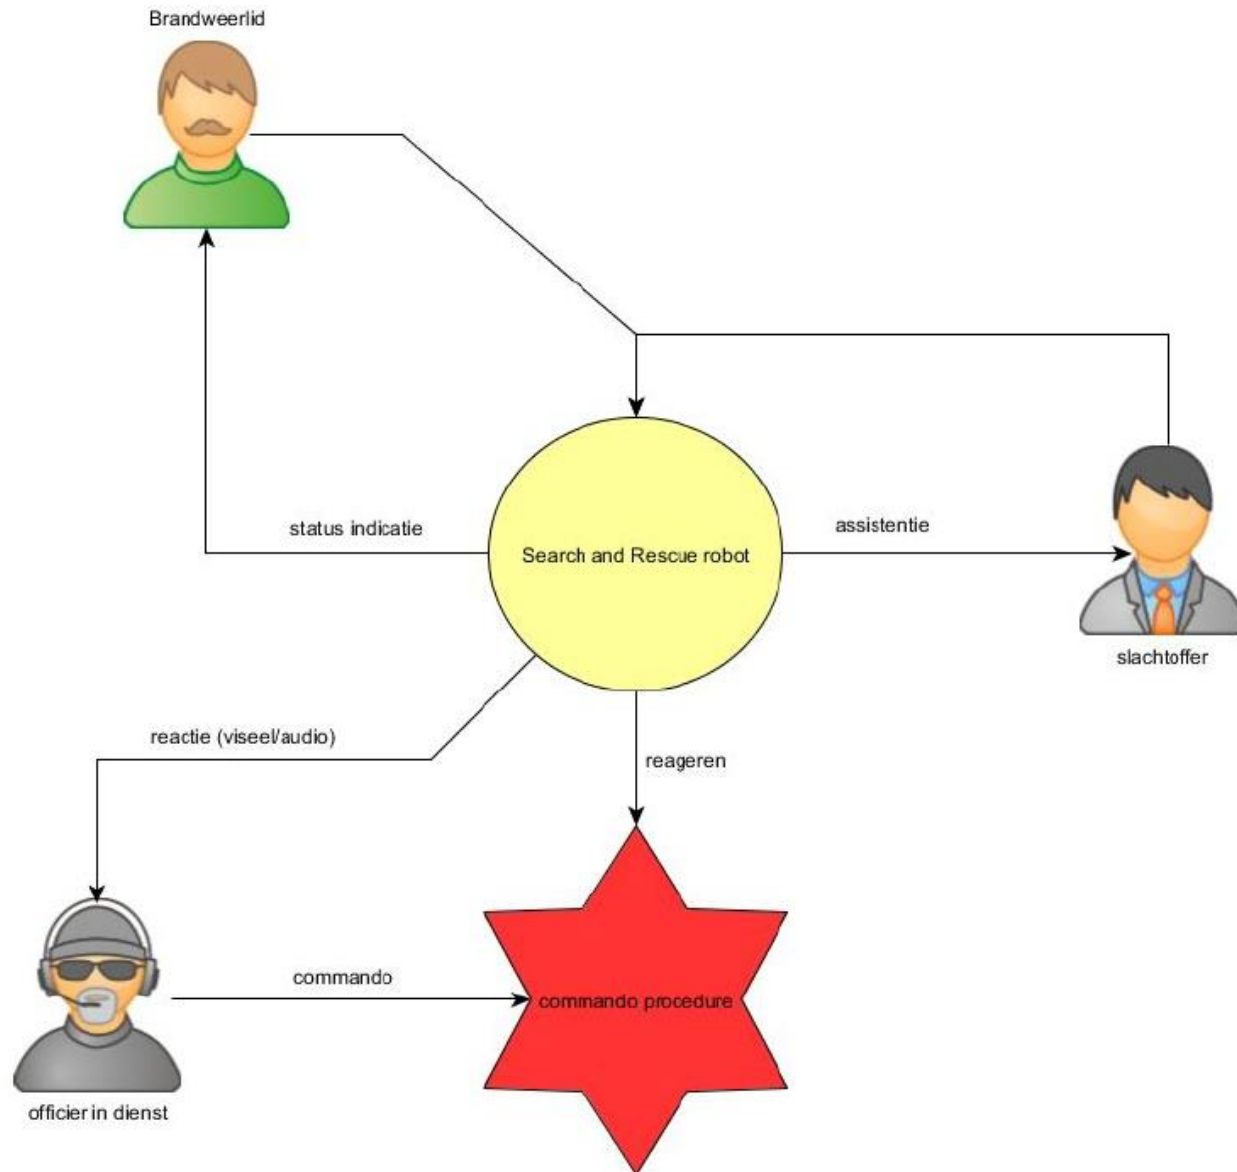 Brandweerlid
status indicatie
assistentie
Search and Rescue robot
slachtoffer
reactie (viseel/audio)
reageren
commando
commando procedure
officier in dienst